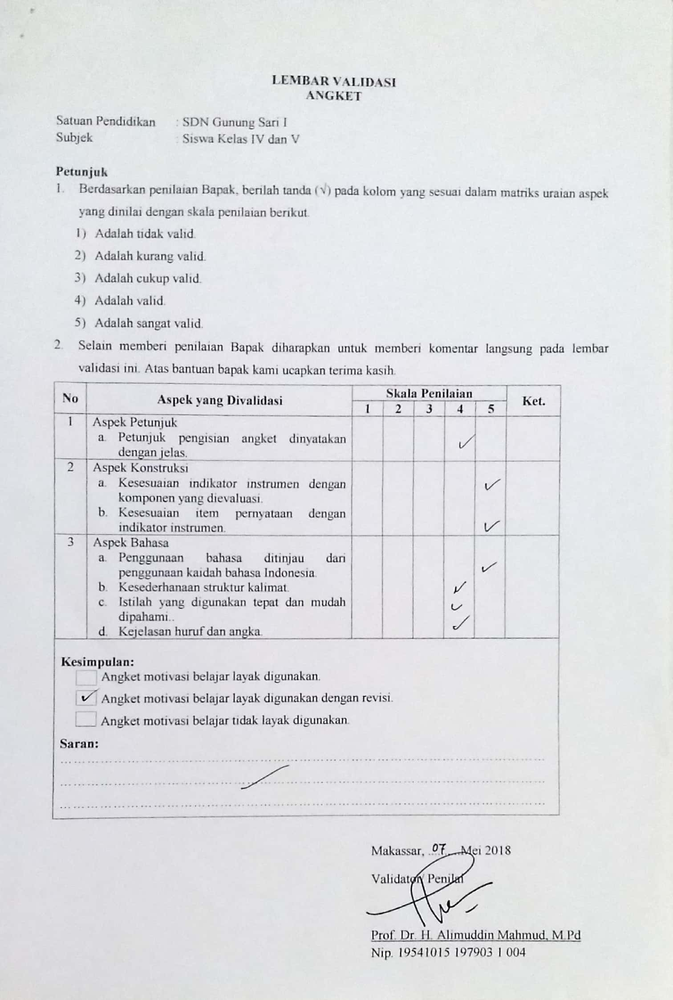 LEMBAR VALIDASI
ANGKET
Satuan Pendidikan : SDN Gunung Sari I
Subjek : Siswa Kelas IV dan V
Petunjuk
1. Berdasarkan penilaian Bapak, berilah tanda (√) pada kolom yang sesuai dalam matriks uraian aspek
yang dinilai dengan skala penilaian berikut.
1) Adalah tidak valid.
2) Adalah kurang valid.
3) Adalah cukup valid.
4) Adalah valid.
5) Adalah sangat valid.
2. Selain memberi penilaian Bapak diharapkan untuk memberi komentar langsung pada lembar
validasi ini. Atas bantuan bapak kami ucapkan terima kasih.
No Aspek yang Divalidasi Skala Penilaian Ket.
1 2 3 4 5
1 Aspek Petunjuk
a. Petunjuk pengisian angket dinyatakan
dengan jelas. ✓
2 Aspek Konstruksi
a. Kesesuaian indikator instrumen dengan ✓
komponen yang dievaluasi.
b. Kesesuaian item pernyataan dengan
indikator instrumen. ✓
3 Aspek Bahasa
a. Penggunaan bahasa ditinjau dari
penggunaan kaidah bahasa Indonesia. ✓
b. Kesederhanaan struktur kalimat. ✓
c. Istilah yang digunakan tepat dan mudah ✓
dipahami..
d. Kejelasan huruf dan angka. ✓
Kesimpulan:
Angket motivasi belajar layak digunakan.
✓ Angket motivasi belajar layak digunakan dengan revisi.
Angket motivasi belajar tidak layak digunakan.
Saran:
Makassar, 07 Mei 2018
Validator/ Penilai
Prof. Dr. H. Alimuddin Mahmud, M.Pd
Nip. 19541015 197903 1 004